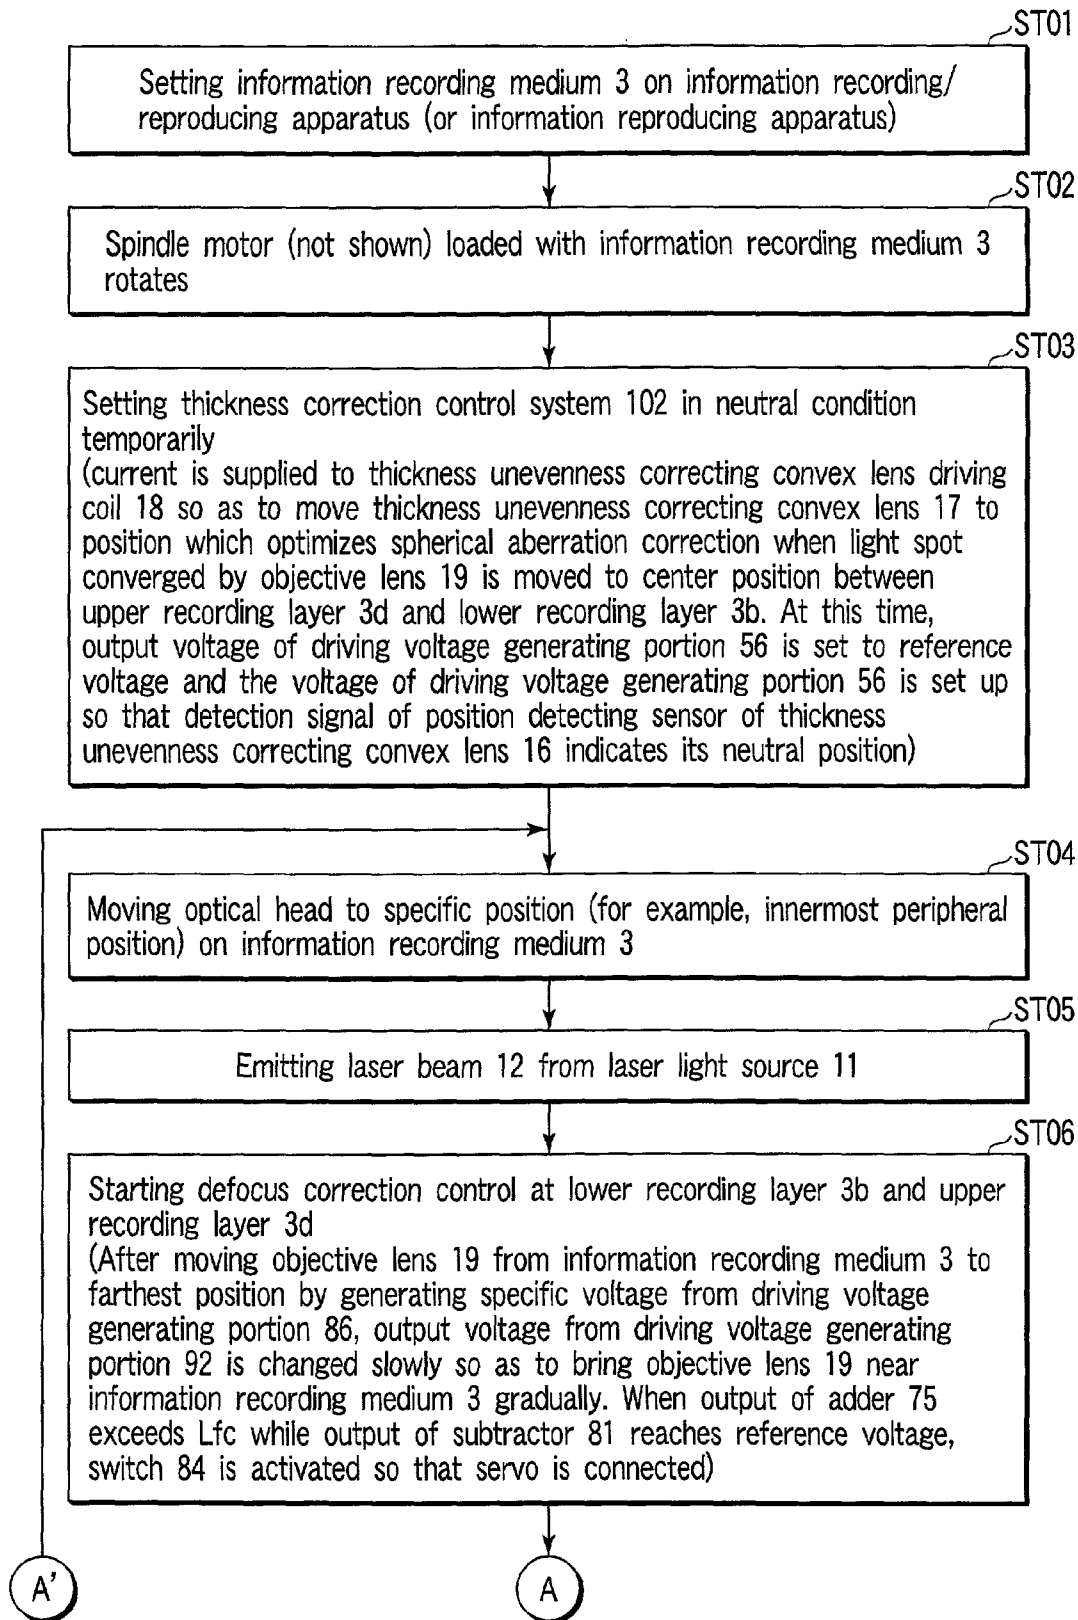 ST01
Setting information recording medium 3 on information recording/
reproducing apparatus (or information reproducing apparatus)
ST02
Spindle motor (not shown) loaded with information recording medium 3
rotates
ST03
Setting thickness correction control system 102 in neutral condition
temporarily
(current is supplied to thickness unevenness correcting convex lens driving
coil 18 so as to move thickness unevenness correcting convex lens 17 to
position which optimizes spherical aberration correction when light spot
converged by objective lens 19 is moved to center position between
upper recording layer 3d and lower recording layer 3b. At this time,
output voltage of driving voltage generating portion 56 is set to reference
voltage and the voltage of driving voltage generating portion 56 is set up
so that detection signal of position detecting sensor of thickness
unevenness correcting convex lens 16 indicates its neutral position)
ST04
Moving optical head to specific position (for example, innermost peripheral
position) on information recording medium 3
ST05
Emitting laser beam 12 from laser light source 11
ST06
Starting defocus correction control at lower recording layer 3b and upper
recording layer 3d
(After moving objective lens 19 from information recording medium 3 to
farthest position by generating specific voltage from driving voltage
generating portion 86, output voltage from driving voltage generating
portion 92 is changed slowly so as to bring objective lens 19 near
information recording medium 3 gradually. When output of adder 75
exceeds Lfc while output of subtractor 81 reaches reference voltage,
switch 84 is activated so that servo is connected)
A'
A